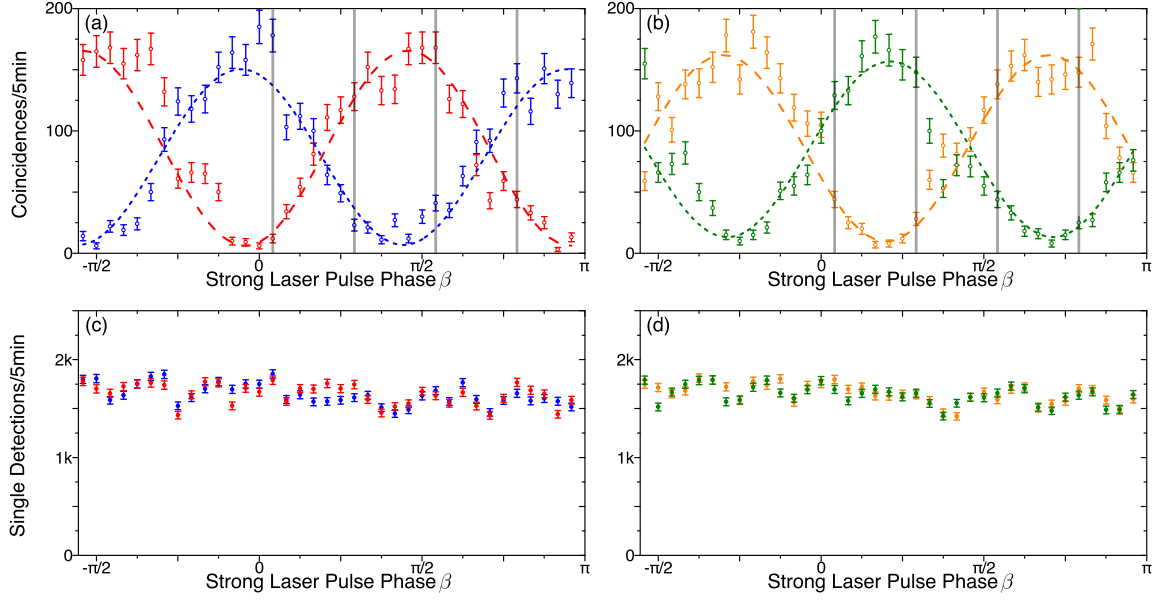 (a)
(b)
Coincidences/5min
200
100
0
-π/2
0
π/2
π
Strong Laser Pulse Phase β
200
100
0
-π/2
0
π/2
π
Strong Laser Pulse Phase β
(c)
(d)
Single Detections/5min
2k
1k
0
-π/2
0
π/2
π
Strong Laser Pulse Phase β
2k
1k
0
-π/2
0
π/2
π
Strong Laser Pulse Phase β